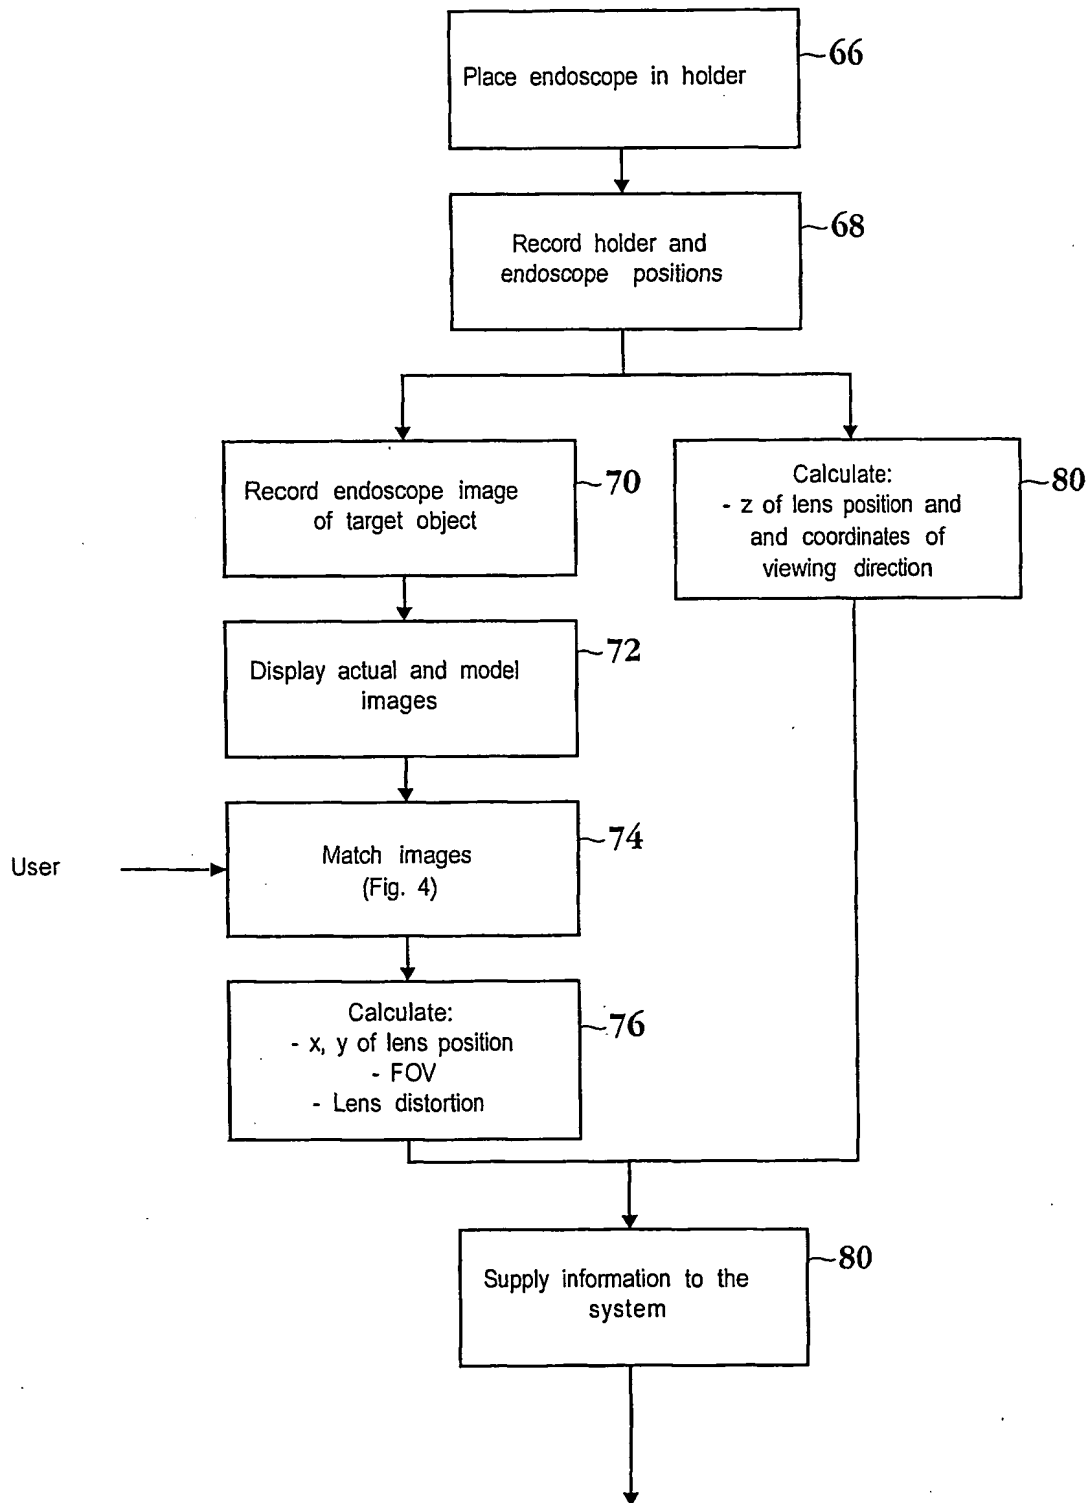 Place endoscope in holder
66
Record holder and
endoscope positions
68
Record endoscope image
of target object
70
Calculate:
- z of lens position and
and coordinates of
viewing direction
80
Display actual and model
images
72
User
Match images
(Fig. 4)
74
Calculate:
- x, y of lens position
- FOV
- Lens distortion
76
Supply information to the
system
80